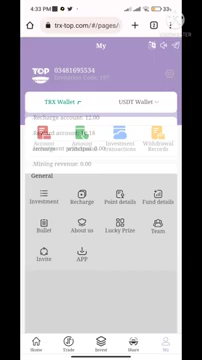 4:33 PM
trx-top.com/#/pages/
My
TOP
03481695534
Invitation Code: 197
TRX Wallet
USDT Wallet
Recharge account: 12.00
Mining revenue: 0.00
Account
Amount
Investment
Withdrawal
transactions
Records
General
Investment
Recharge
Point details
Fund details
Bullet
About us
Lucky Prize
Team
Invite
APP
Home
Trade
Invest
Share
My